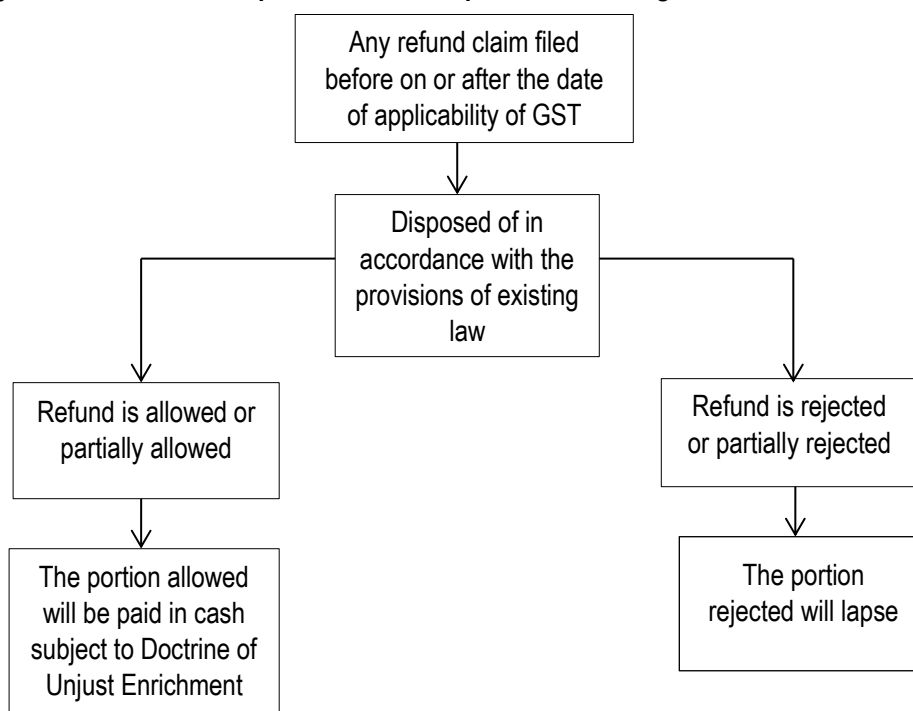 Any refund claim filed
before on or after the date
of applicability of GST
Disposed of in
accordance with the
provisions of existing
law
Refund is allowed or
partially allowed
Refund is rejected
or partially rejected
The portion allowed
will be paid in cash
subject to Doctrine of
Unjust Enrichment
The portion
rejected will lapse